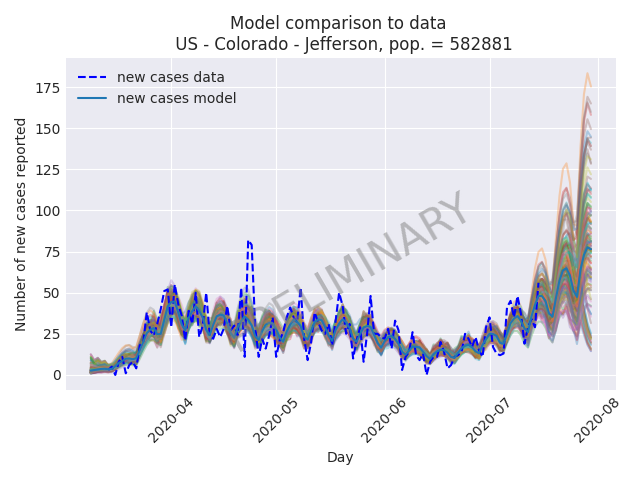 Model comparison to data
US - Colorado - Jefferson, pop. = 582881
new cases data
new cases model
Number of new cases reported
175
150
125
100
75
50
25
0
PRELIMINARY
2020-04
2020-05
2020-06
2020-07
2020-08
Day